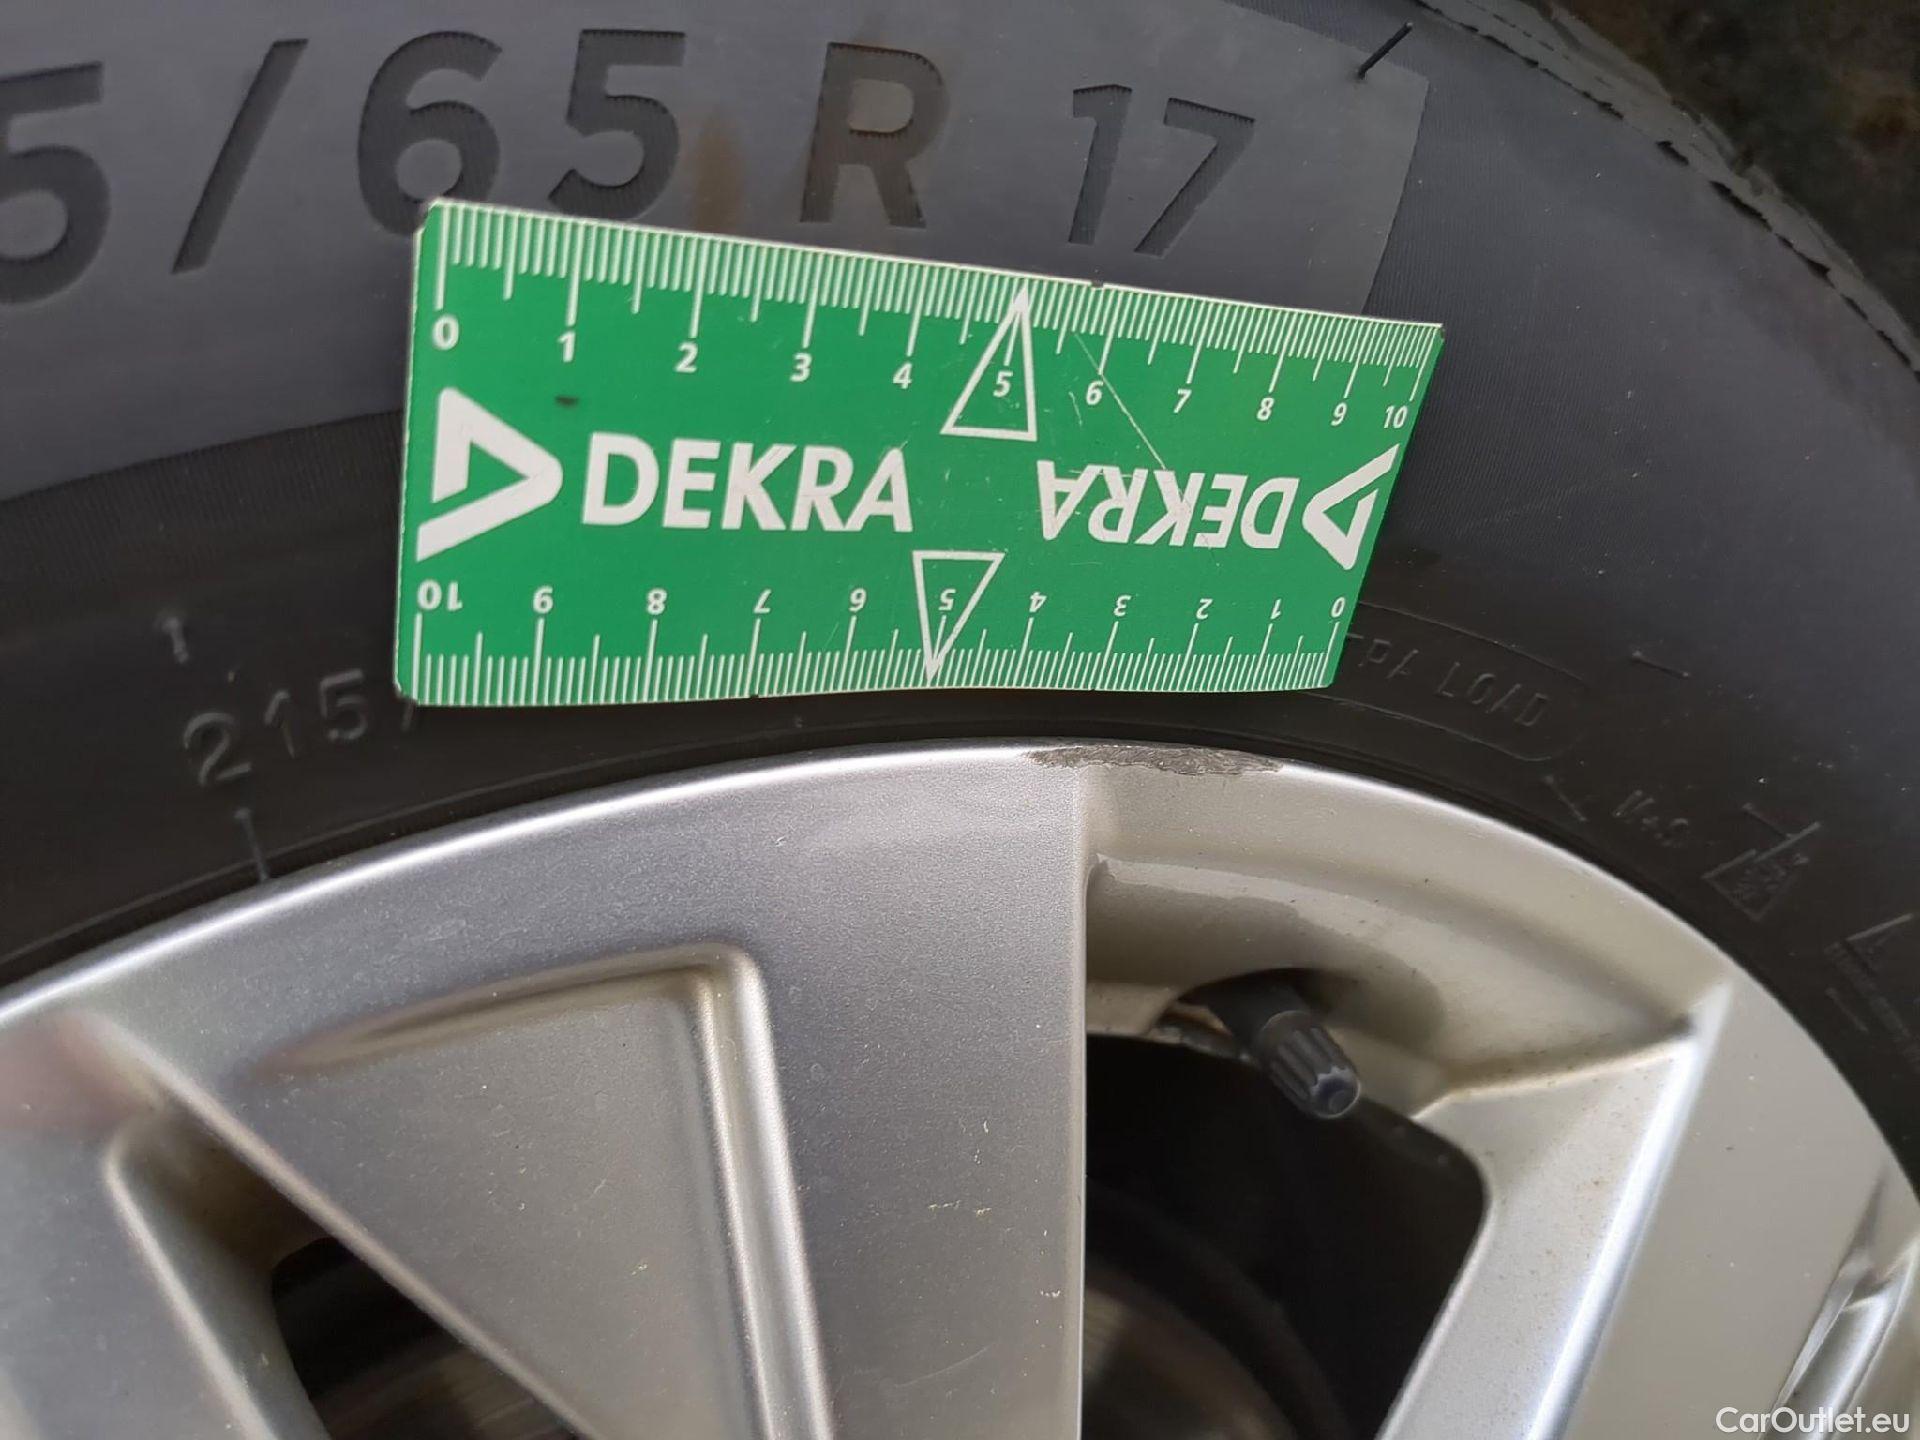 5/65 R 17
0 1 2 3 4 5 6 7 8 9 10
DEKRA DEKRA
10 9 8 7 6 5 4 3 2 1 0
215/
TRA LOAD
M+S
CarOutlet.eu